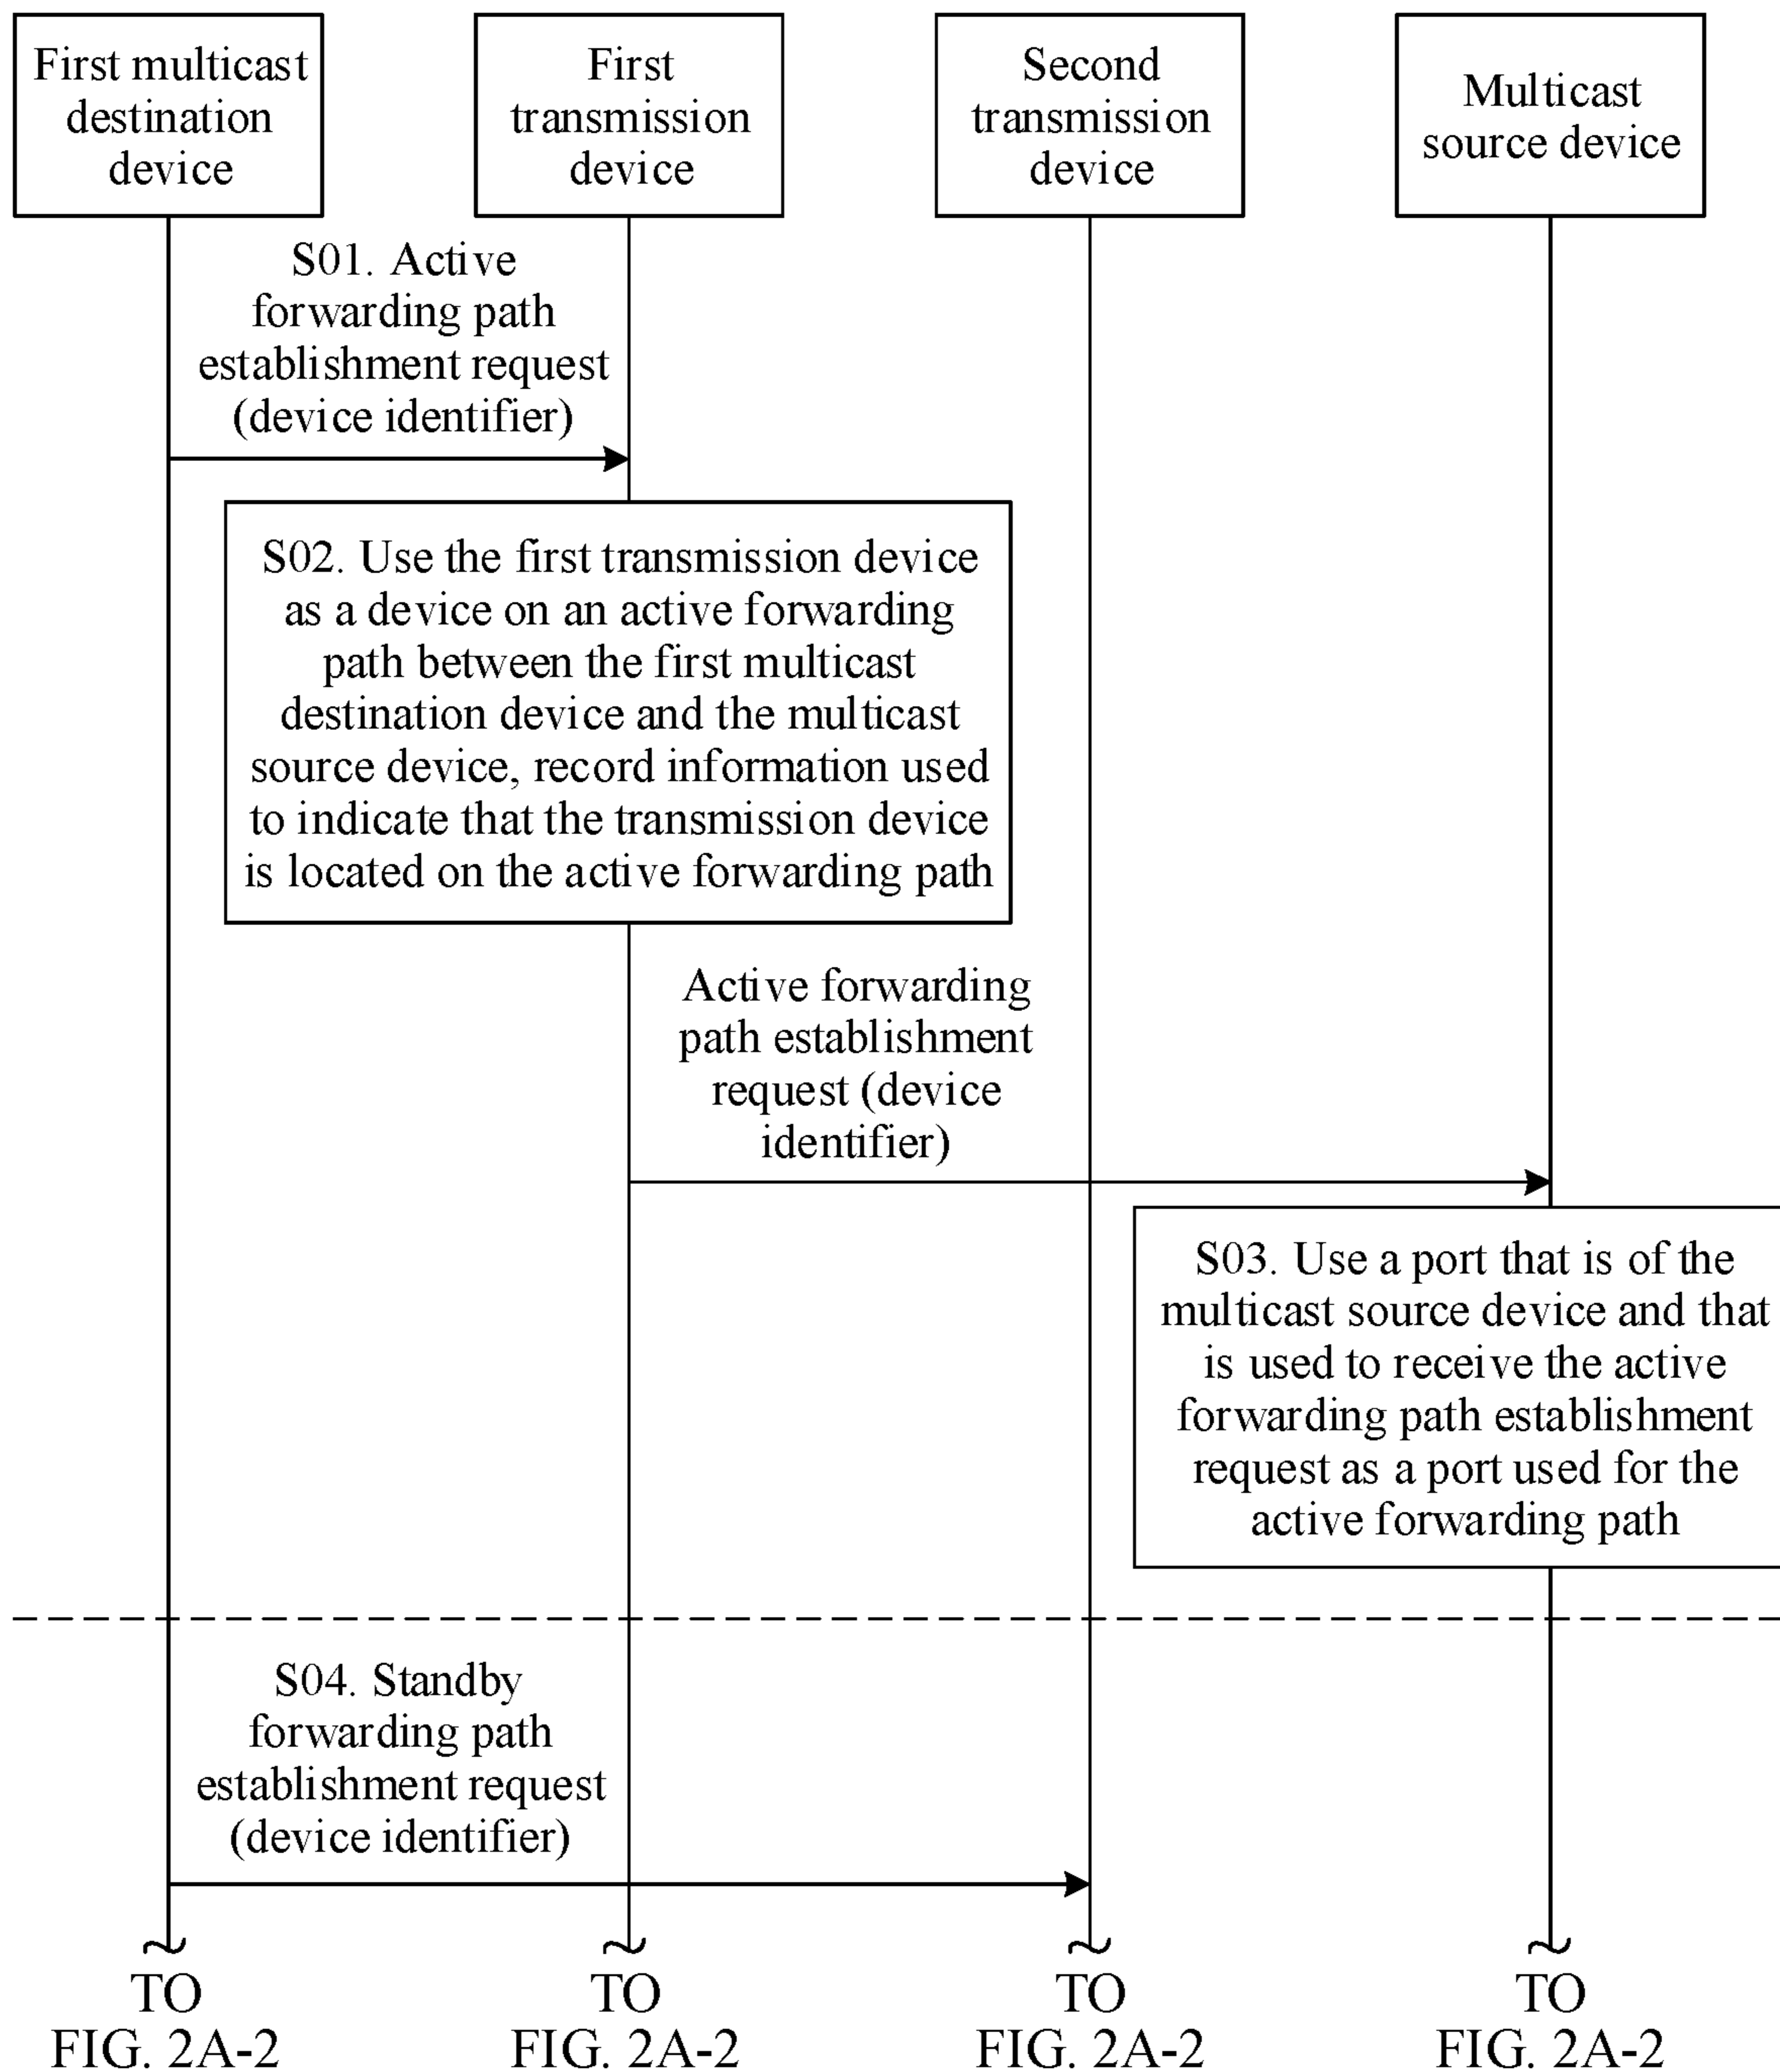 First multicast
destination
device
First
transmission
device
Second
transmission
device
Multicast
source device
S01. Active
forwarding path
establishment request
(device identifier)
S02. Use the first transmission device
as a device on an active forwarding
path between the first multicast
destination device and the multicast
source device, record information used
to indicate that the transmission device
is located on the active forwarding path
Active forwarding
path establishment
request (device
identifier)
S03. Use a port that is of the
multicast source device and that
is used to receive the active
forwarding path establishment
request as a port used for the
active forwarding path
S04. Standby
forwarding path
establishment request
(device identifier)
TO
FIG. 2A-2
TO
FIG. 2A-2
TO
FIG. 2A-2
TO
FIG. 2A-2